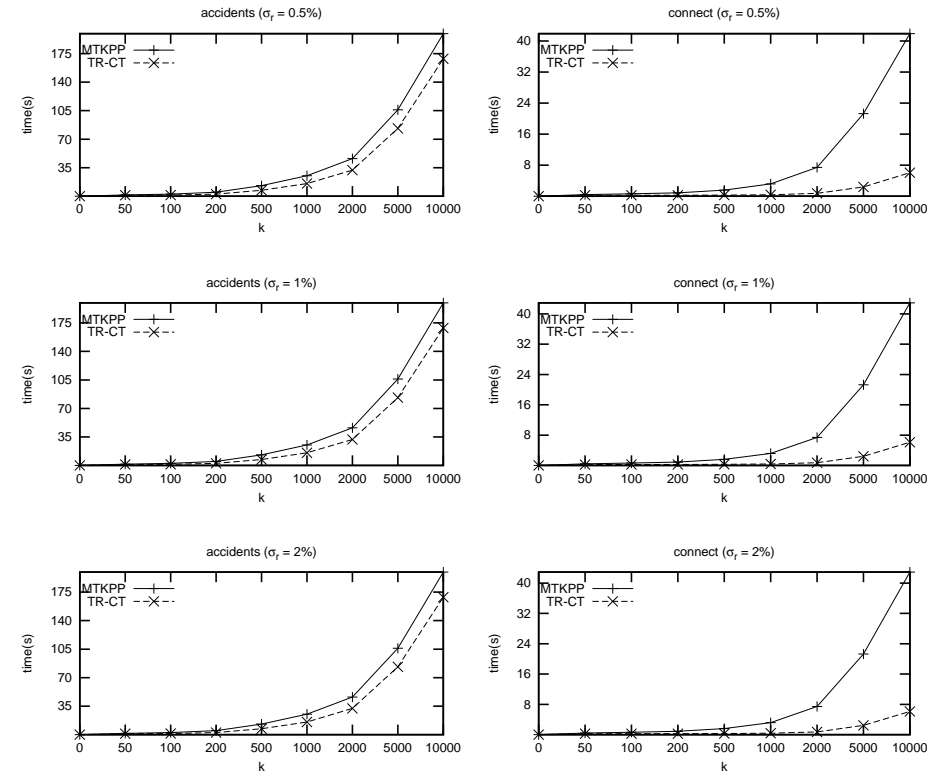 accidents (σr = 0.5%)
MTKPP
TR-CT
175
140
105
70
35
time(s)
0 50 100 200 500 1000 2000 5000 10000
k
connect (σr = 0.5%)
MTKPP
TR-CT
40
32
24
16
8
time(s)
0 50 100 200 500 1000 2000 5000 10000
k
accidents (σr = 1%)
MTKPP
TR-CT
175
140
105
70
35
time(s)
0 50 100 200 500 1000 2000 5000 10000
k
connect (σr = 1%)
MTKPP
TR-CT
40
32
24
16
8
time(s)
0 50 100 200 500 1000 2000 5000 10000
k
accidents (σr = 2%)
MTKPP
TR-CT
175
140
105
70
35
time(s)
0 50 100 200 500 1000 2000 5000 10000
k
connect (σr = 2%)
MTKPP
TR-CT
40
32
24
16
8
time(s)
0 50 100 200 500 1000 2000 5000 10000
k